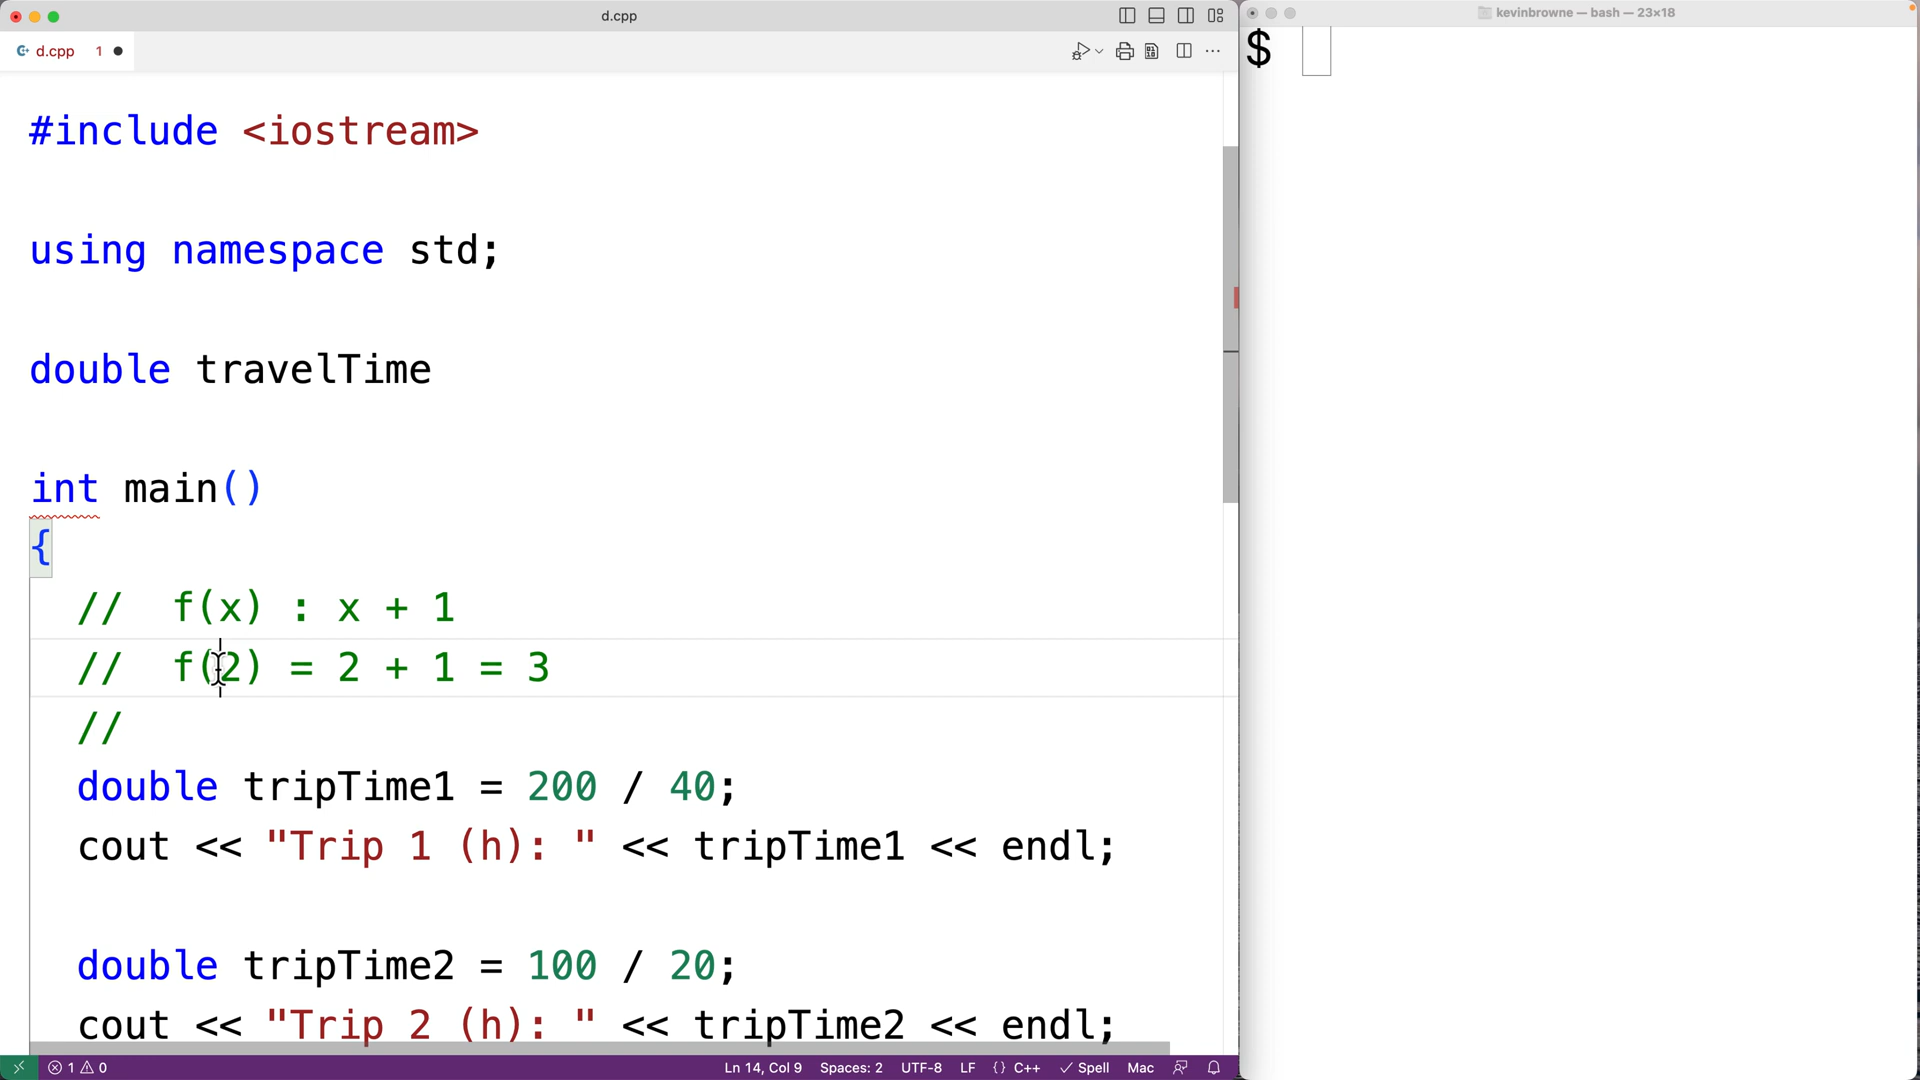 d.cpp
kevinbrowne — bash — 23×18
d.cpp 1
$
#include <iostream>
using namespace std;
double travelTime
int main()
{
//  f(x) : x + 1
//  f(2) = 2 + 1 = 3
//
double tripTime1 = 200 / 40;
cout << "Trip 1 (h): " << tripTime1 << endl;
double tripTime2 = 100 / 20;
cout << "Trip 2 (h): " << tripTime2 << endl;
1 0 Ln 14, Col 9 Spaces: 2 UTF-8 LF {} C++ Spell Mac